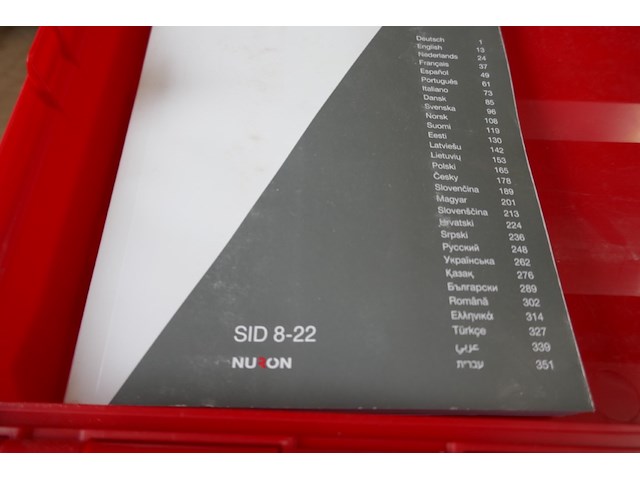 Deutsch 1
English 13
Nederlands 24
Français 37
Español 49
Português 61
Italiano 73
Dansk 85
Svenska 96
Norsk 108
Suomi 119
Eesti 130
Latviešu 142
Lietuvių 153
Polski 165
Česky 178
Slovenčina 189
Magyar 201
Slovenščina 213
Hrvatski 224
Srpski 236
Русский 248
Українська 262
Қазақ 276
Български 289
Română 302
Ελληνικά 314
Türkçe 327
عربي 339
עברית 351
SID 8-22
NURON